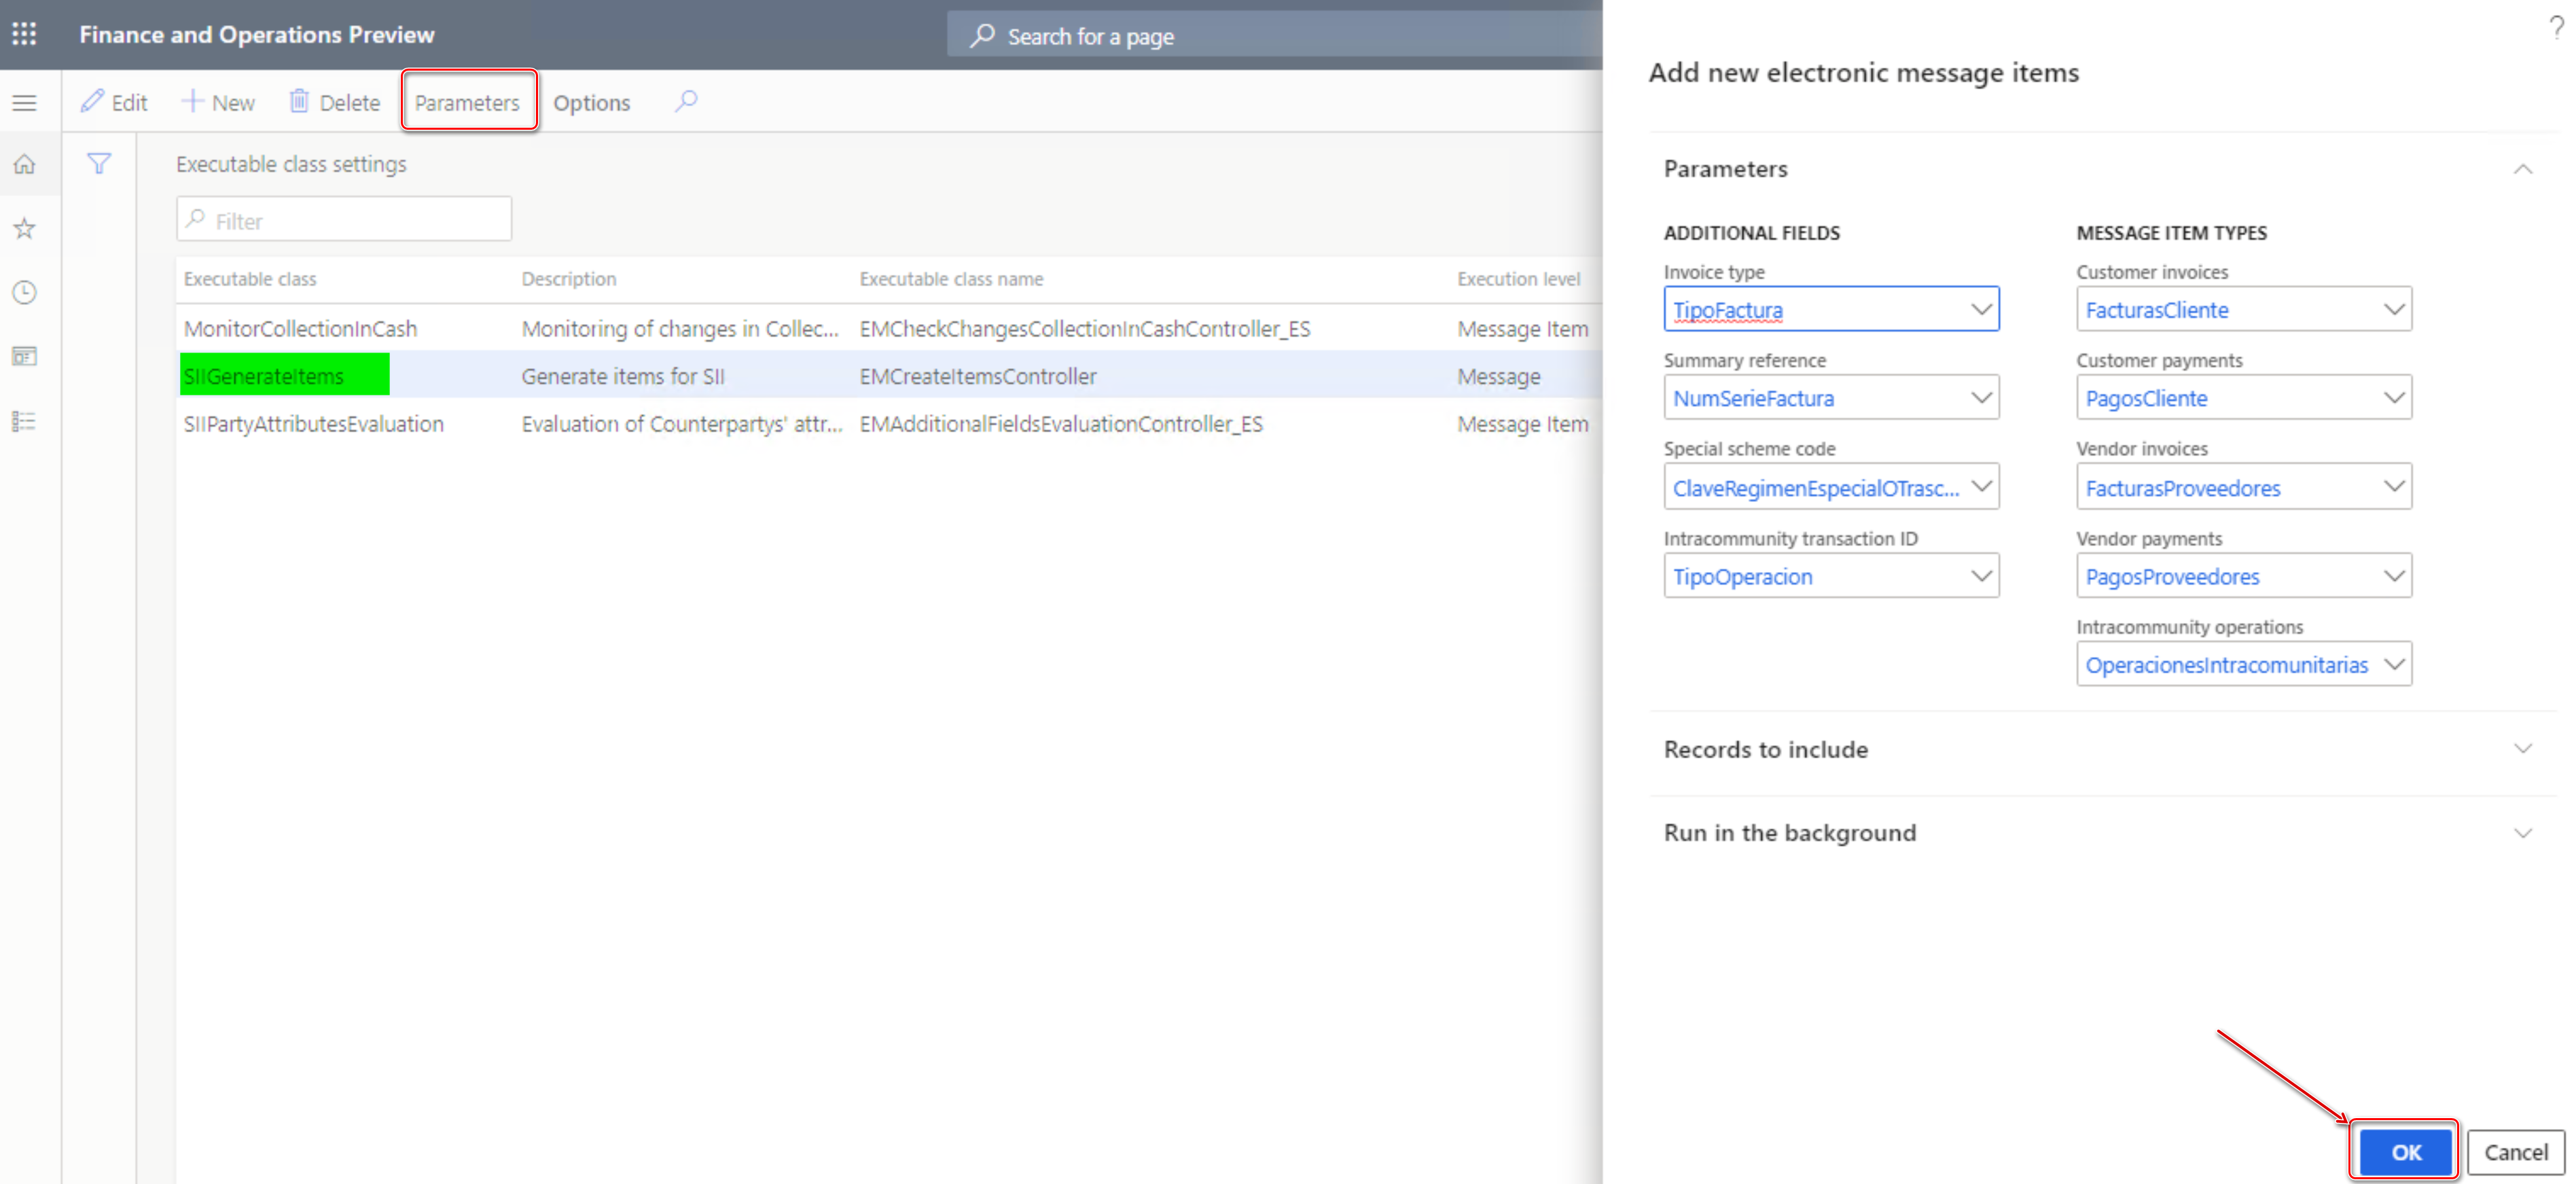 Finance and Operations Preview
Search for a page
?
Edit
New
Delete
Parameters
Options
Executable class settings
Filter
Executable class Description Executable class name Execution level
MonitorCollectionInCash Monitoring of changes in Collec... EMCheckChangesCollectionInCashController_ES Message Item
SIIGenerateItems Generate items for SII EMCreateItemsController Message
SIIPartyAttributesEvaluation Evaluation of Counterpartys' attr... EMAdditionalFieldsEvaluationController_ES Message Item
Add new electronic message items
Parameters
ADDITIONAL FIELDS
Invoice type
TipoFactura
Summary reference
NumSerieFactura
Special scheme code
ClaveRegimenEspecialOTrasc...
Intracommunity transaction ID
TipoOperacion
MESSAGE ITEM TYPES
Customer invoices
FacturasCliente
Customer payments
PagosCliente
Vendor invoices
FacturasProveedores
Vendor payments
PagosProveedores
Intracommunity operations
OperacionesIntracomunitarias
Records to include
Run in the background
OK
Cancel